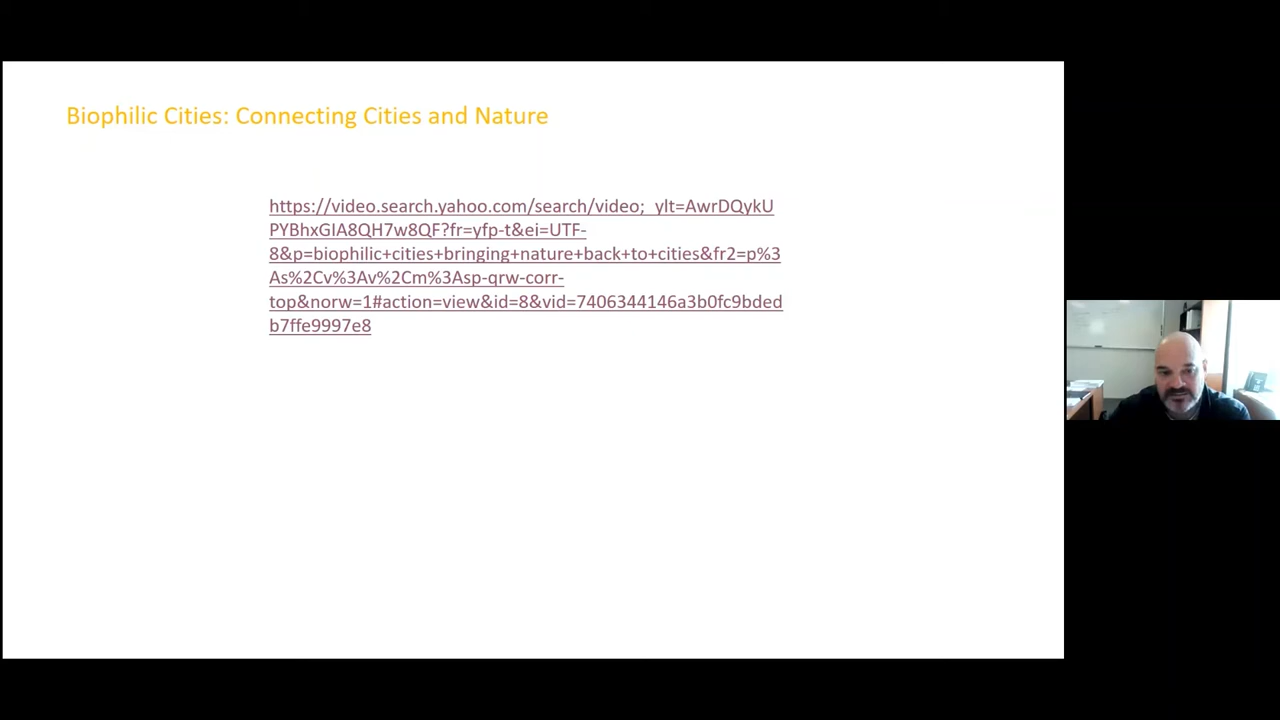 Biophilic Cities: Connecting Cities and Nature
https://video.search.yahoo.com/search/video;_ylt=AwrDQykU
PYBhxGIA8QH7w8QF?fr=yfp-t&ei=UTF-
8&p=biophilic+cities+bringing+nature+back+to+cities&fr2=p%3
As%2Cv%3Av%2Cm%3Asp-qrw-corr-
top&norw=1#action=view&id=8&vid=7406344146a3b0fc9bded
b7ffe9997e8